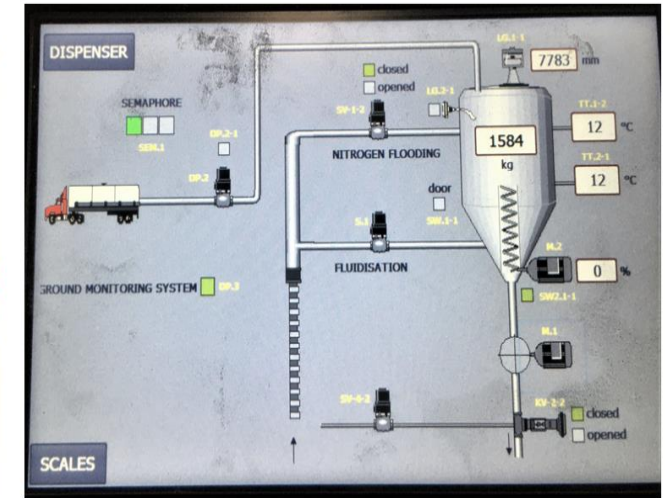 DISPENSER
LG.1-1
7783 mm
closed
opened
LG.2-1
SEMAPHORE
SEM.1
OP.2-1
SV-1-2
TT.1-2
12 °C
1584
kg
NITROGEN FLOODING
TT.2-1
12 °C
OP.2
door
SW.1-1
S.1
FLUIDISATION
M.2
0 %
GROUND MONITORING SYSTEM
OP.3
SW2.1-1
M.1
SV-4-2
KV-2-2
closed
opened
SCALES